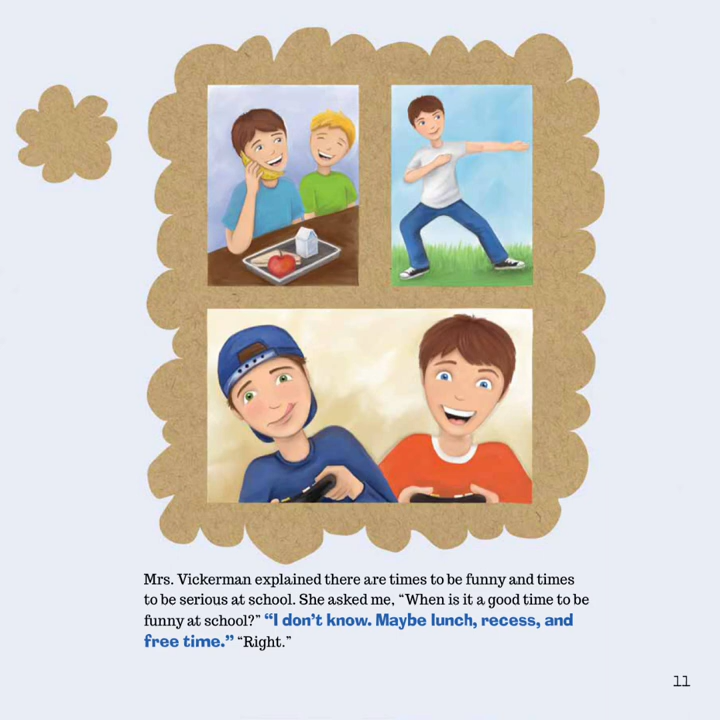 Mrs. Vickerman explained there are times to be funny and times
to be serious at school. She asked me, “When is it a good time to be
funny at school?” “I don’t know. Maybe lunch, recess, and
free time.” “Right.”
11